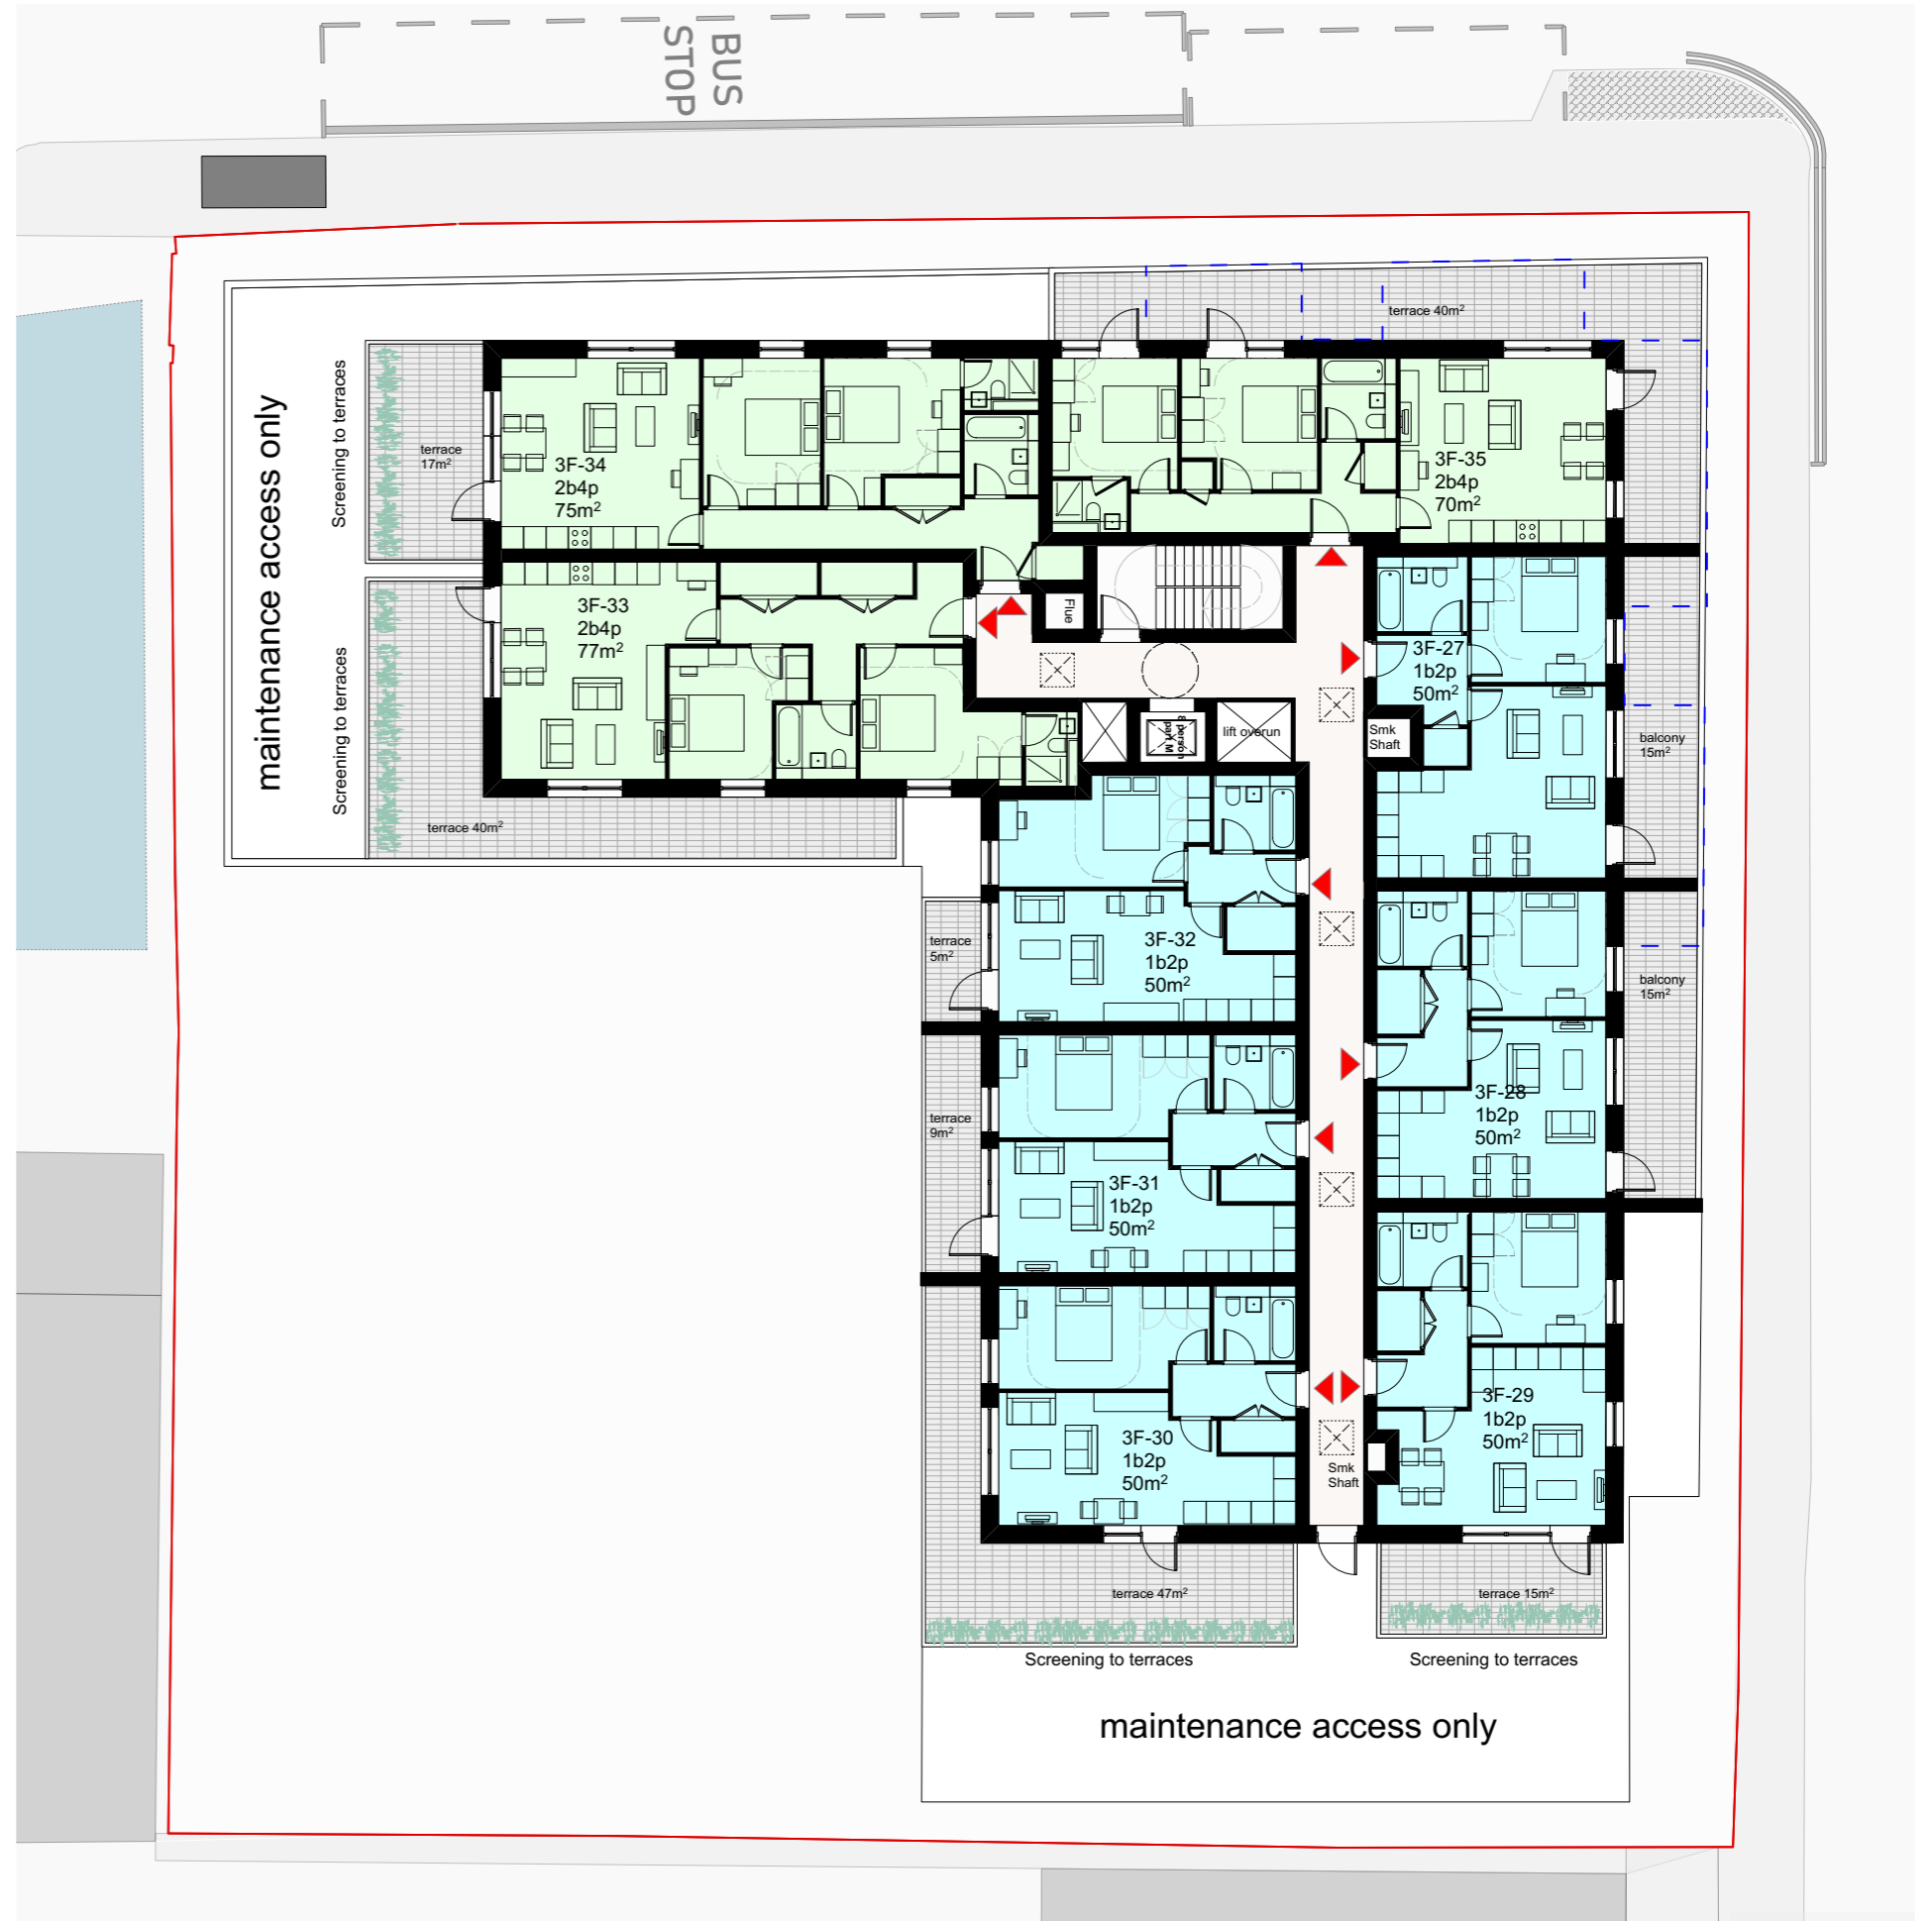 BUS
STOP
terrace 40m²
maintenance access only
Screening to terraces
terrace
17m²
3F-34
2b4p
75m²
3F-35
2b4p
70m²
3F-33
2b4p
77m²
Flue
3F-27
1b2p
50m²
Screening to terraces
8 person
part M
lift overun
Smk
Shaft
balcony
15m²
terrace 40m²
terrace
5m²
3F-32
1b2p
50m²
balcony
15m²
terrace
9m²
3F-28
1b2p
50m²
3F-31
1b2p
50m²
3F-29
1b2p
50m²
3F-30
1b2p
50m²
Smk
Shaft
terrace 47m²
terrace 15m²
Screening to terraces
Screening to terraces
maintenance access only